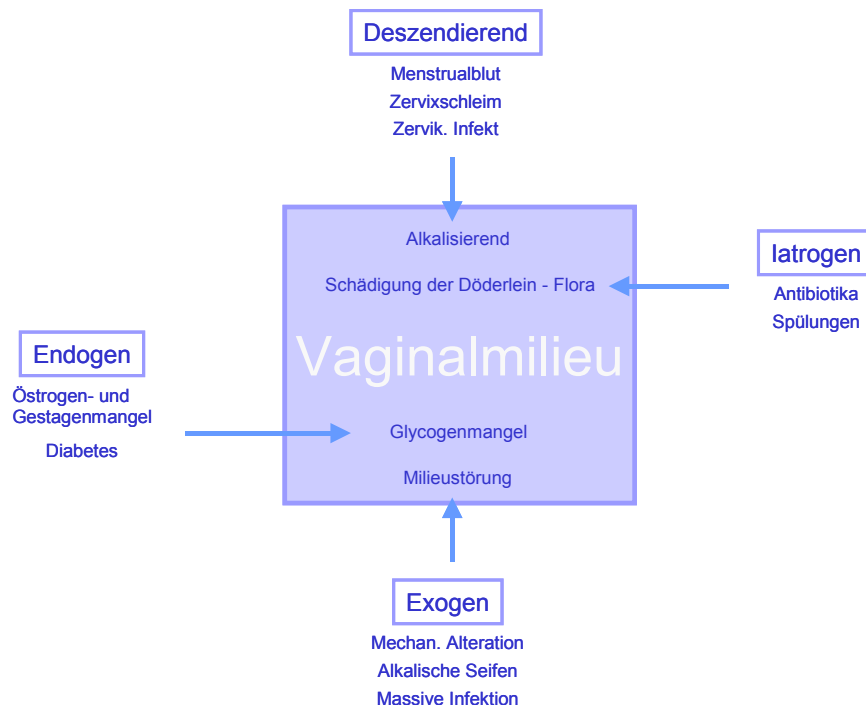 Deszendierend
Menstrualblut
Zervixschleim
Zervik. Infekt
Alkalisierend
Schädigung der Döderlein - Flora
Iatrogen
Antibiotika
Spülungen
Vaginalmilieu
Endogen
Östrogen- und
Gestagenmangel
Diabetes
Glycogenmangel
Milieustörung
Exogen
Mechan. Alteration
Alkalische Seifen
Massive Infektion